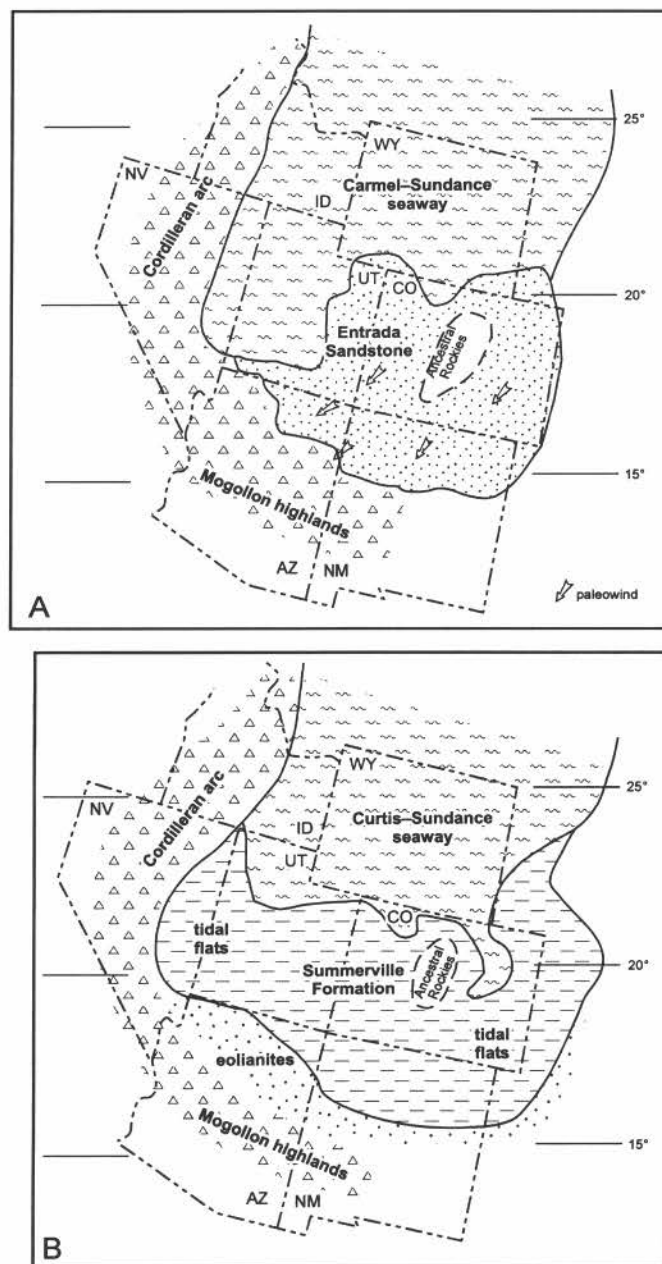 25°
NV
WY
Carmel–Sundance
seaway
ID
Cordilleran arc
UT
CO
20°
Entrada
Sandstone
Ancestral
Rockies
15°
Mogollon highlands
AZ
NM
paleowind
A
WY
25°
NV
Cordilleran arc
ID
Curtis–Sundance
seaway
UT
CO
tidal
flats
Summerville
Formation
Ancestral
Rockies
20°
tidal
flats
eolianites
15°
Mogollon highlands
AZ
NM
B